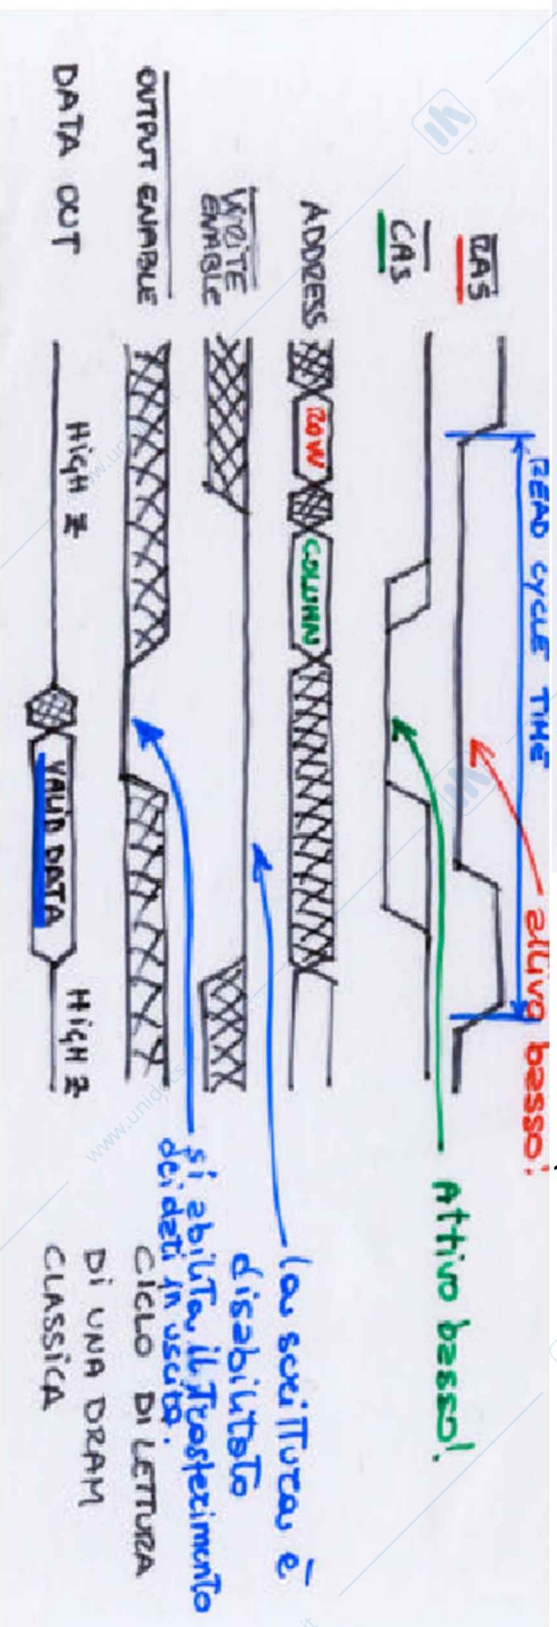 READ CYCLE TIME
attivo basso!
RAS
CAS
Attivo basso!
ADDRESS
ROW
COLUMN
WRITE
ENABLE
la scrittura è
disabilitata
OUTPUT ENABLE
si abilita il trasferimento
dei dati in uscita.
DATA OUT
High Z
VALID DATA
High Z
CICLO DI LETTURA
DI UNA DRAM
CLASSICA